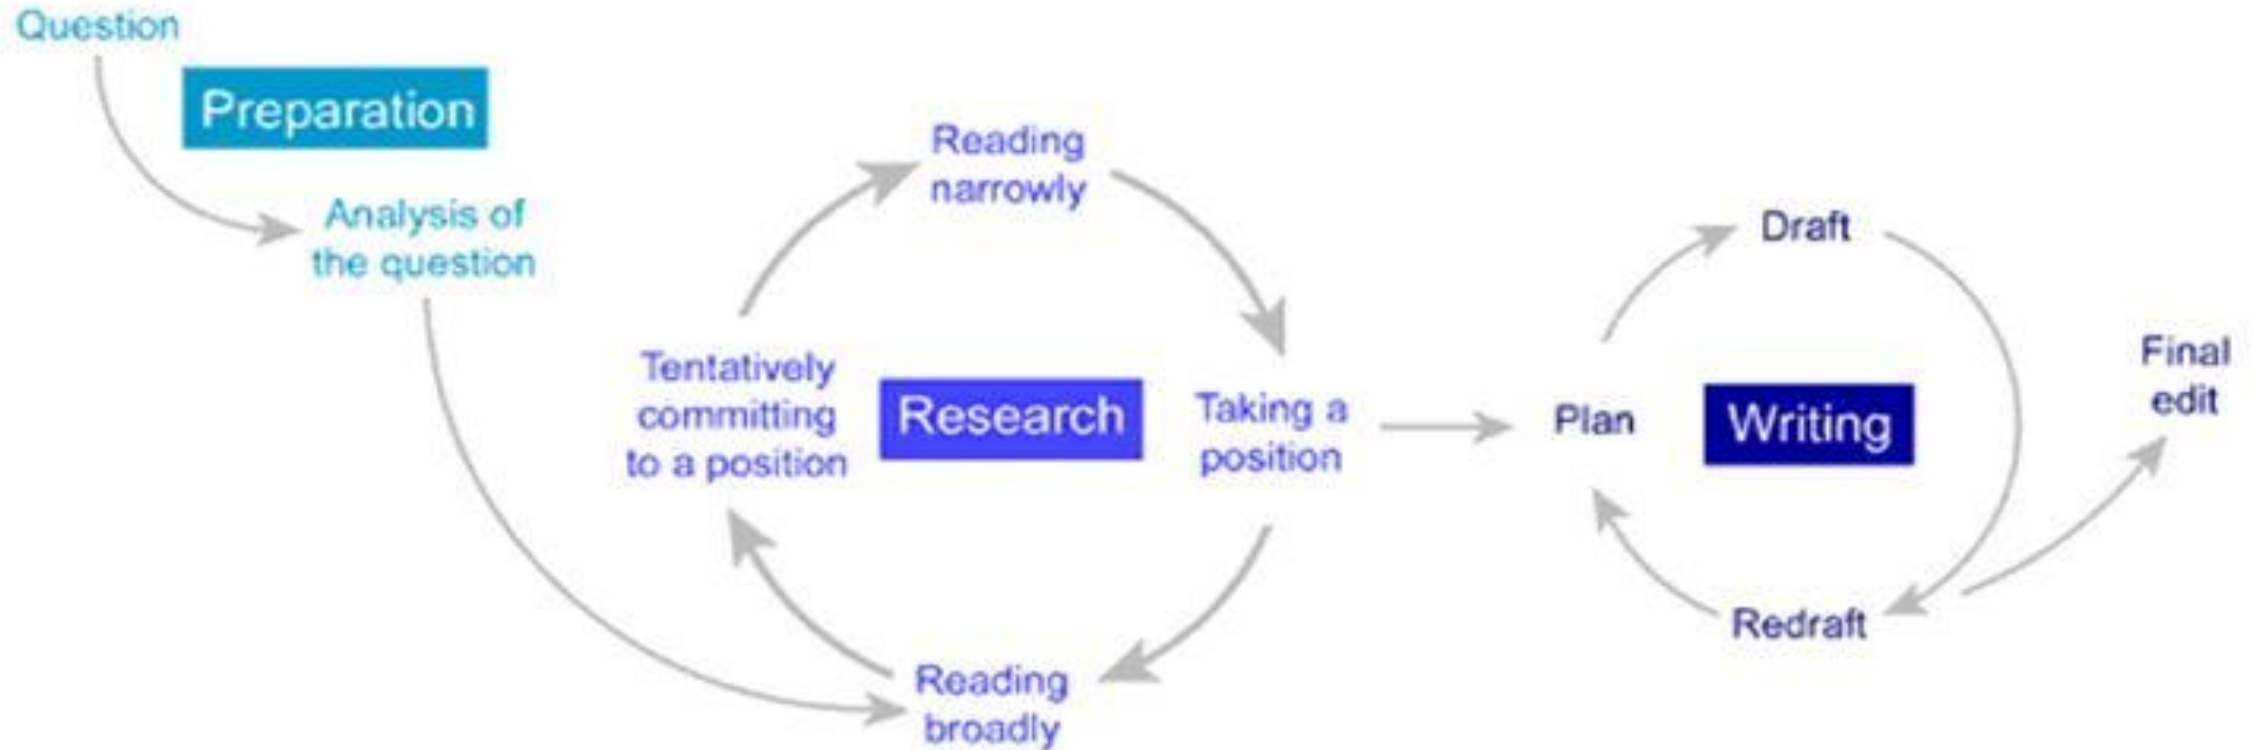 Question
Preparation
Analysis of
the question
Reading
narrowly
Tentatively
committing
to a position
Research
Taking a
position
Reading
broadly
Draft
Plan
Writing
Redraft
Final
edit